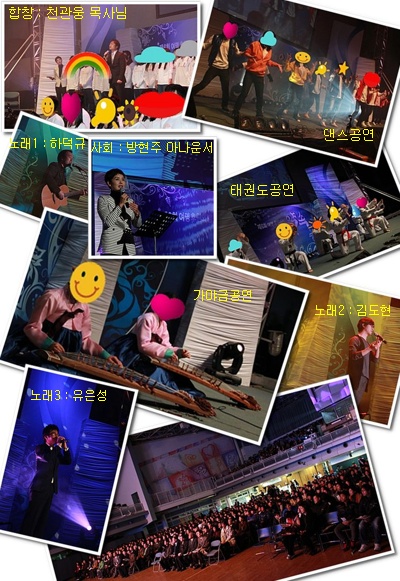 합창 : 천관웅 목사님
댄스공연
노래1 : 하덕규
사회 : 방현주 아나운서
태권도공연
가야금공연
노래2 : 김도현
노래3 : 유은성